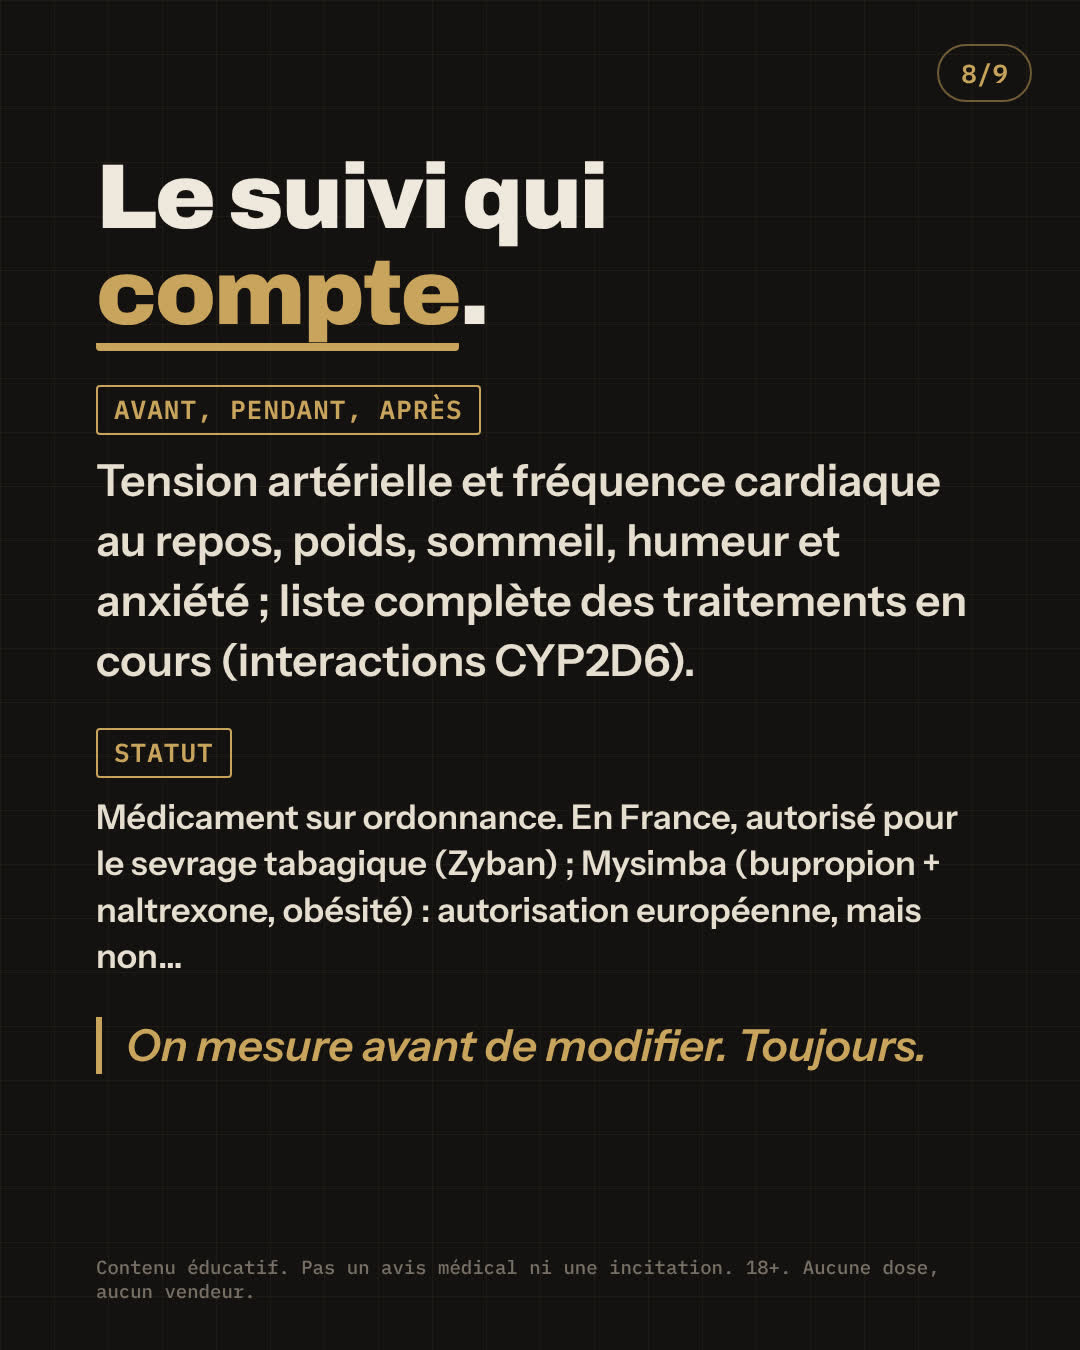 8/9
Le suivi qui
compte.
AVANT, PENDANT, APRÈS
Tension artérielle et fréquence cardiaque
au repos, poids, sommeil, humeur et
anxiété ; liste complète des traitements en
cours (interactions CYP2D6).
STATUT
Médicament sur ordonnance. En France, autorisé pour
le sevrage tabagique (Zyban) ; Mysimba (bupropion +
naltrexone, obésité) : autorisation européenne, mais
non…
On mesure avant de modifier. Toujours.
Contenu éducatif. Pas un avis médical ni une incitation. 18+. Aucune dose,
aucun vendeur.